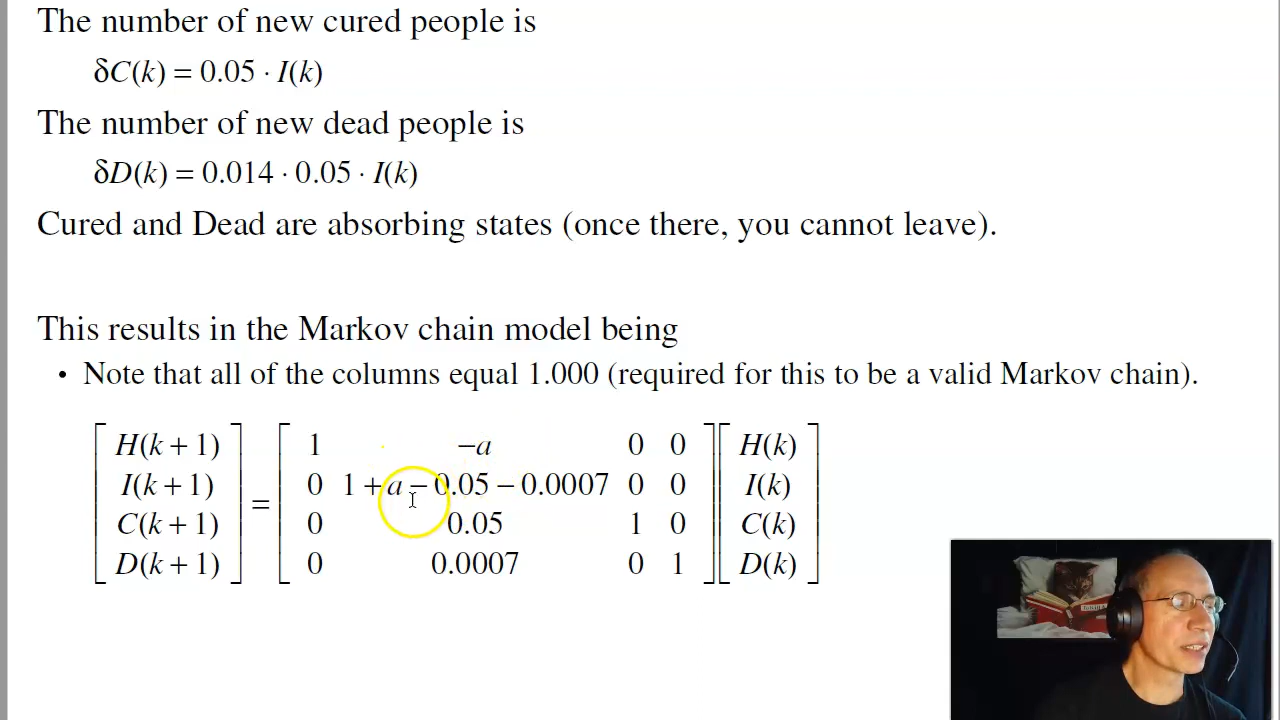 The number of new cured people is
δC(k) = 0.05 · I(k)
The number of new dead people is
δD(k) = 0.014 · 0.05 · I(k)
Cured and Dead are absorbing states (once there, you cannot leave).
This results in the Markov chain model being
• Note that all of the columns equal 1.000 (required for this to be a valid Markov chain).
[ H(k + 1) ] [ 1 −a 0 0 ] [ H(k) ]
[ I(k + 1) ] = [ 0 1 + a − 0.05 − 0.0007 0 0 ] [ I(k) ]
[ C(k + 1) ] [ 0 0.05 1 0 ] [ C(k) ]
[ D(k + 1) ] [ 0 0.0007 0 1 ] [ D(k) ]